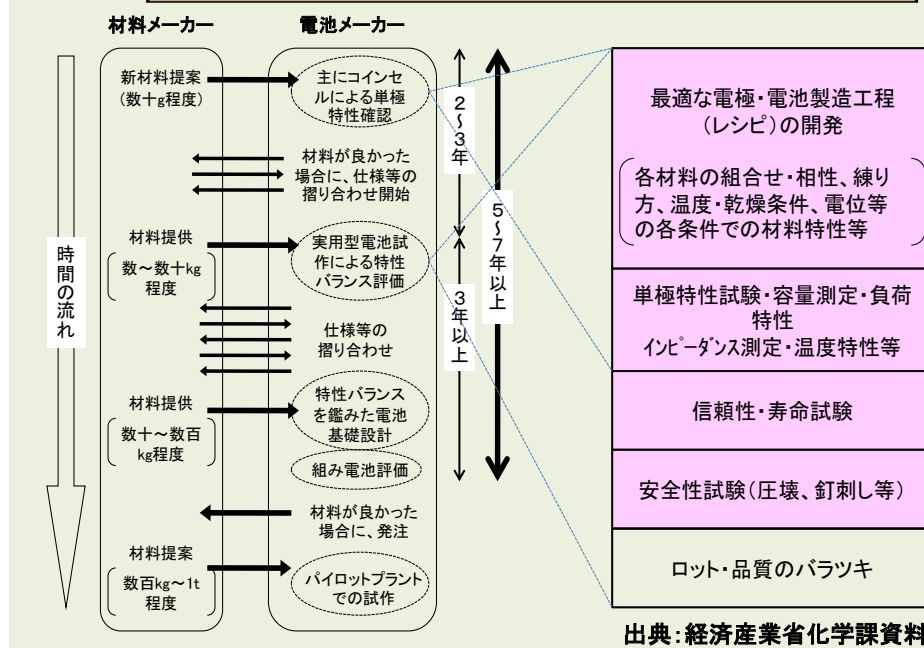 材料メーカー
電池メーカー
時間の流れ
新材料提案
(数十g程度)
主にコインセ
ルによる単極
特性確認
材料が良かった
場合に、仕様等の
摺り合わせ開始
材料提供
数~数十kg
程度
実用型電池試
作による特性
バランス評価
仕様等の
摺り合わせ
材料提供
数十~数百
kg程度
特性バランス
を鑑みた電池
基礎設計
組み電池評価
材料が良かった
場合に、発注
材料提案
数百kg~1t
程度
パイロットプラント
での試作
2~3年
3年以上
5~7年以上
最適な電極・電池製造工程
(レシピ)の開発
各材料の組合せ・相性、練り
方、温度・乾燥条件、電位等
の各条件での材料特性等
単極特性試験・容量測定・負荷
特性
インピーダンス測定・温度特性等
信頼性・寿命試験
安全性試験(圧壊、釘刺し等)
ロット・品質のバラツキ
出典:経済産業省化学課資料